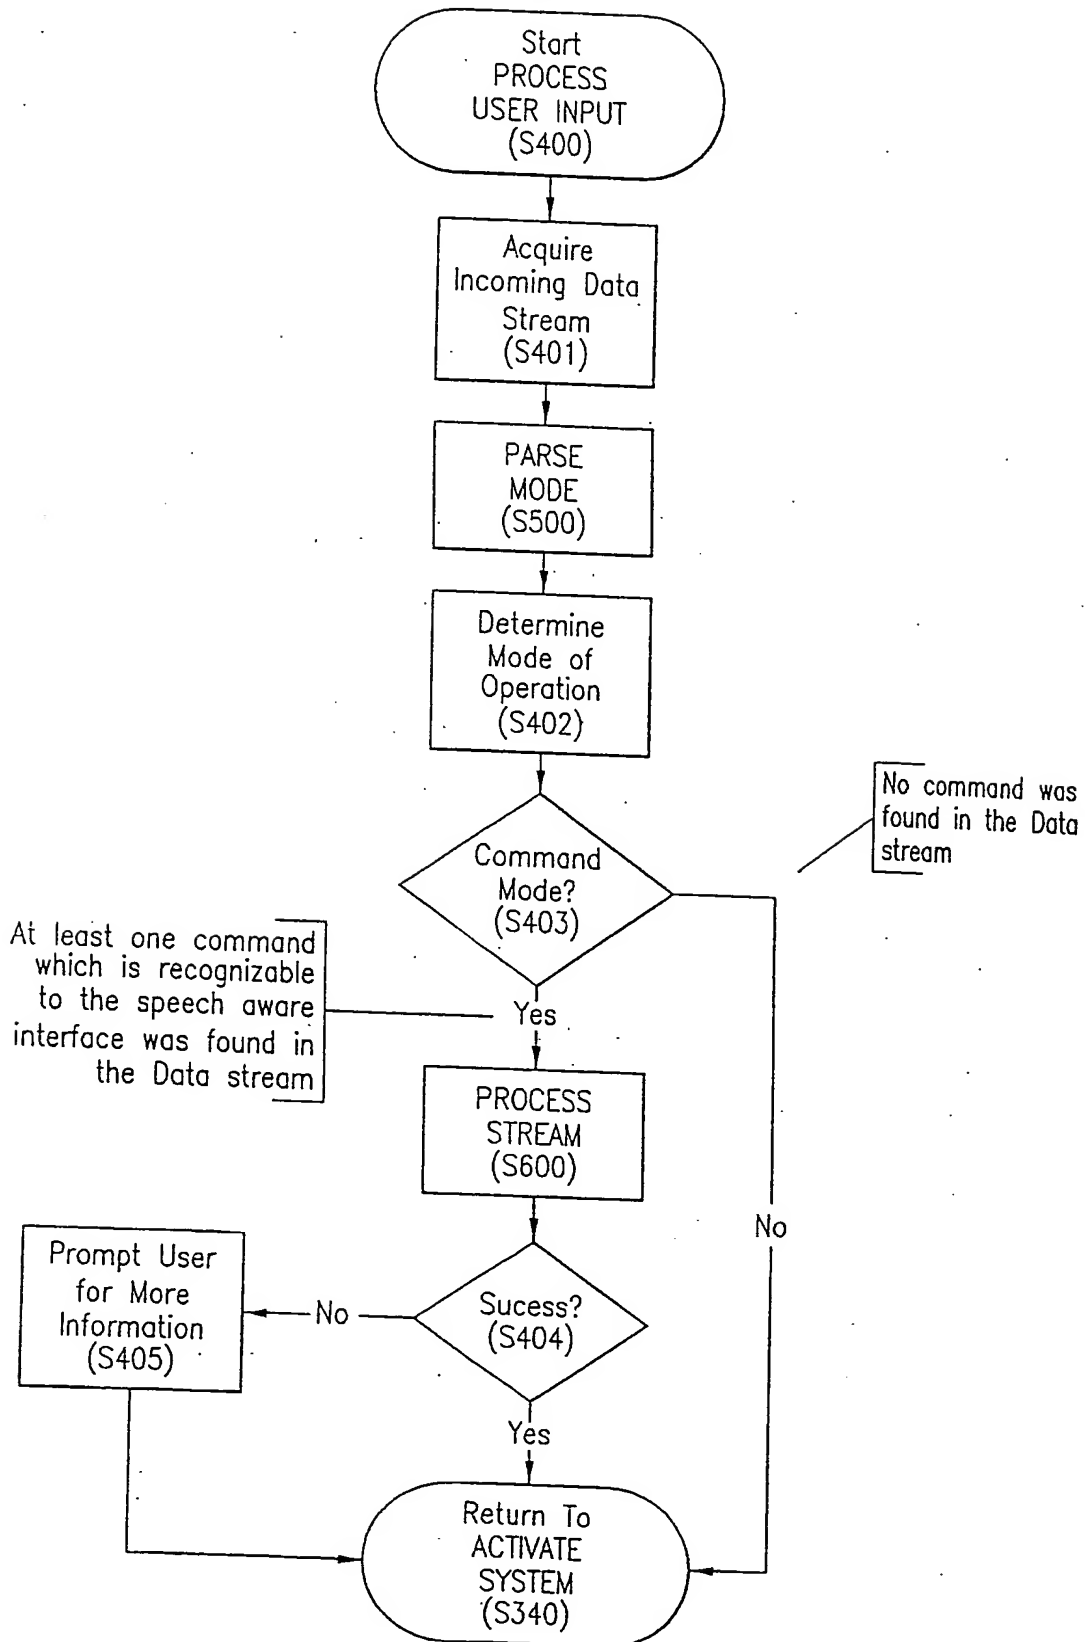 Start
PROCESS
USER INPUT
(S400)
Acquire
Incoming Data
Stream
(S401)
PARSE
MODE
(S500)
Determine
Mode of
Operation
(S402)
No command was
found in the Data
stream
Command
Mode?
(S403)
At least one command
which is recognizable
to the speech aware
interface was found in
the Data stream
Yes
PROCESS
STREAM
(S600)
No
Prompt User
for More
Information
(S405)
No
Sucess?
(S404)
Yes
Return To
ACTIVATE
SYSTEM
(S340)